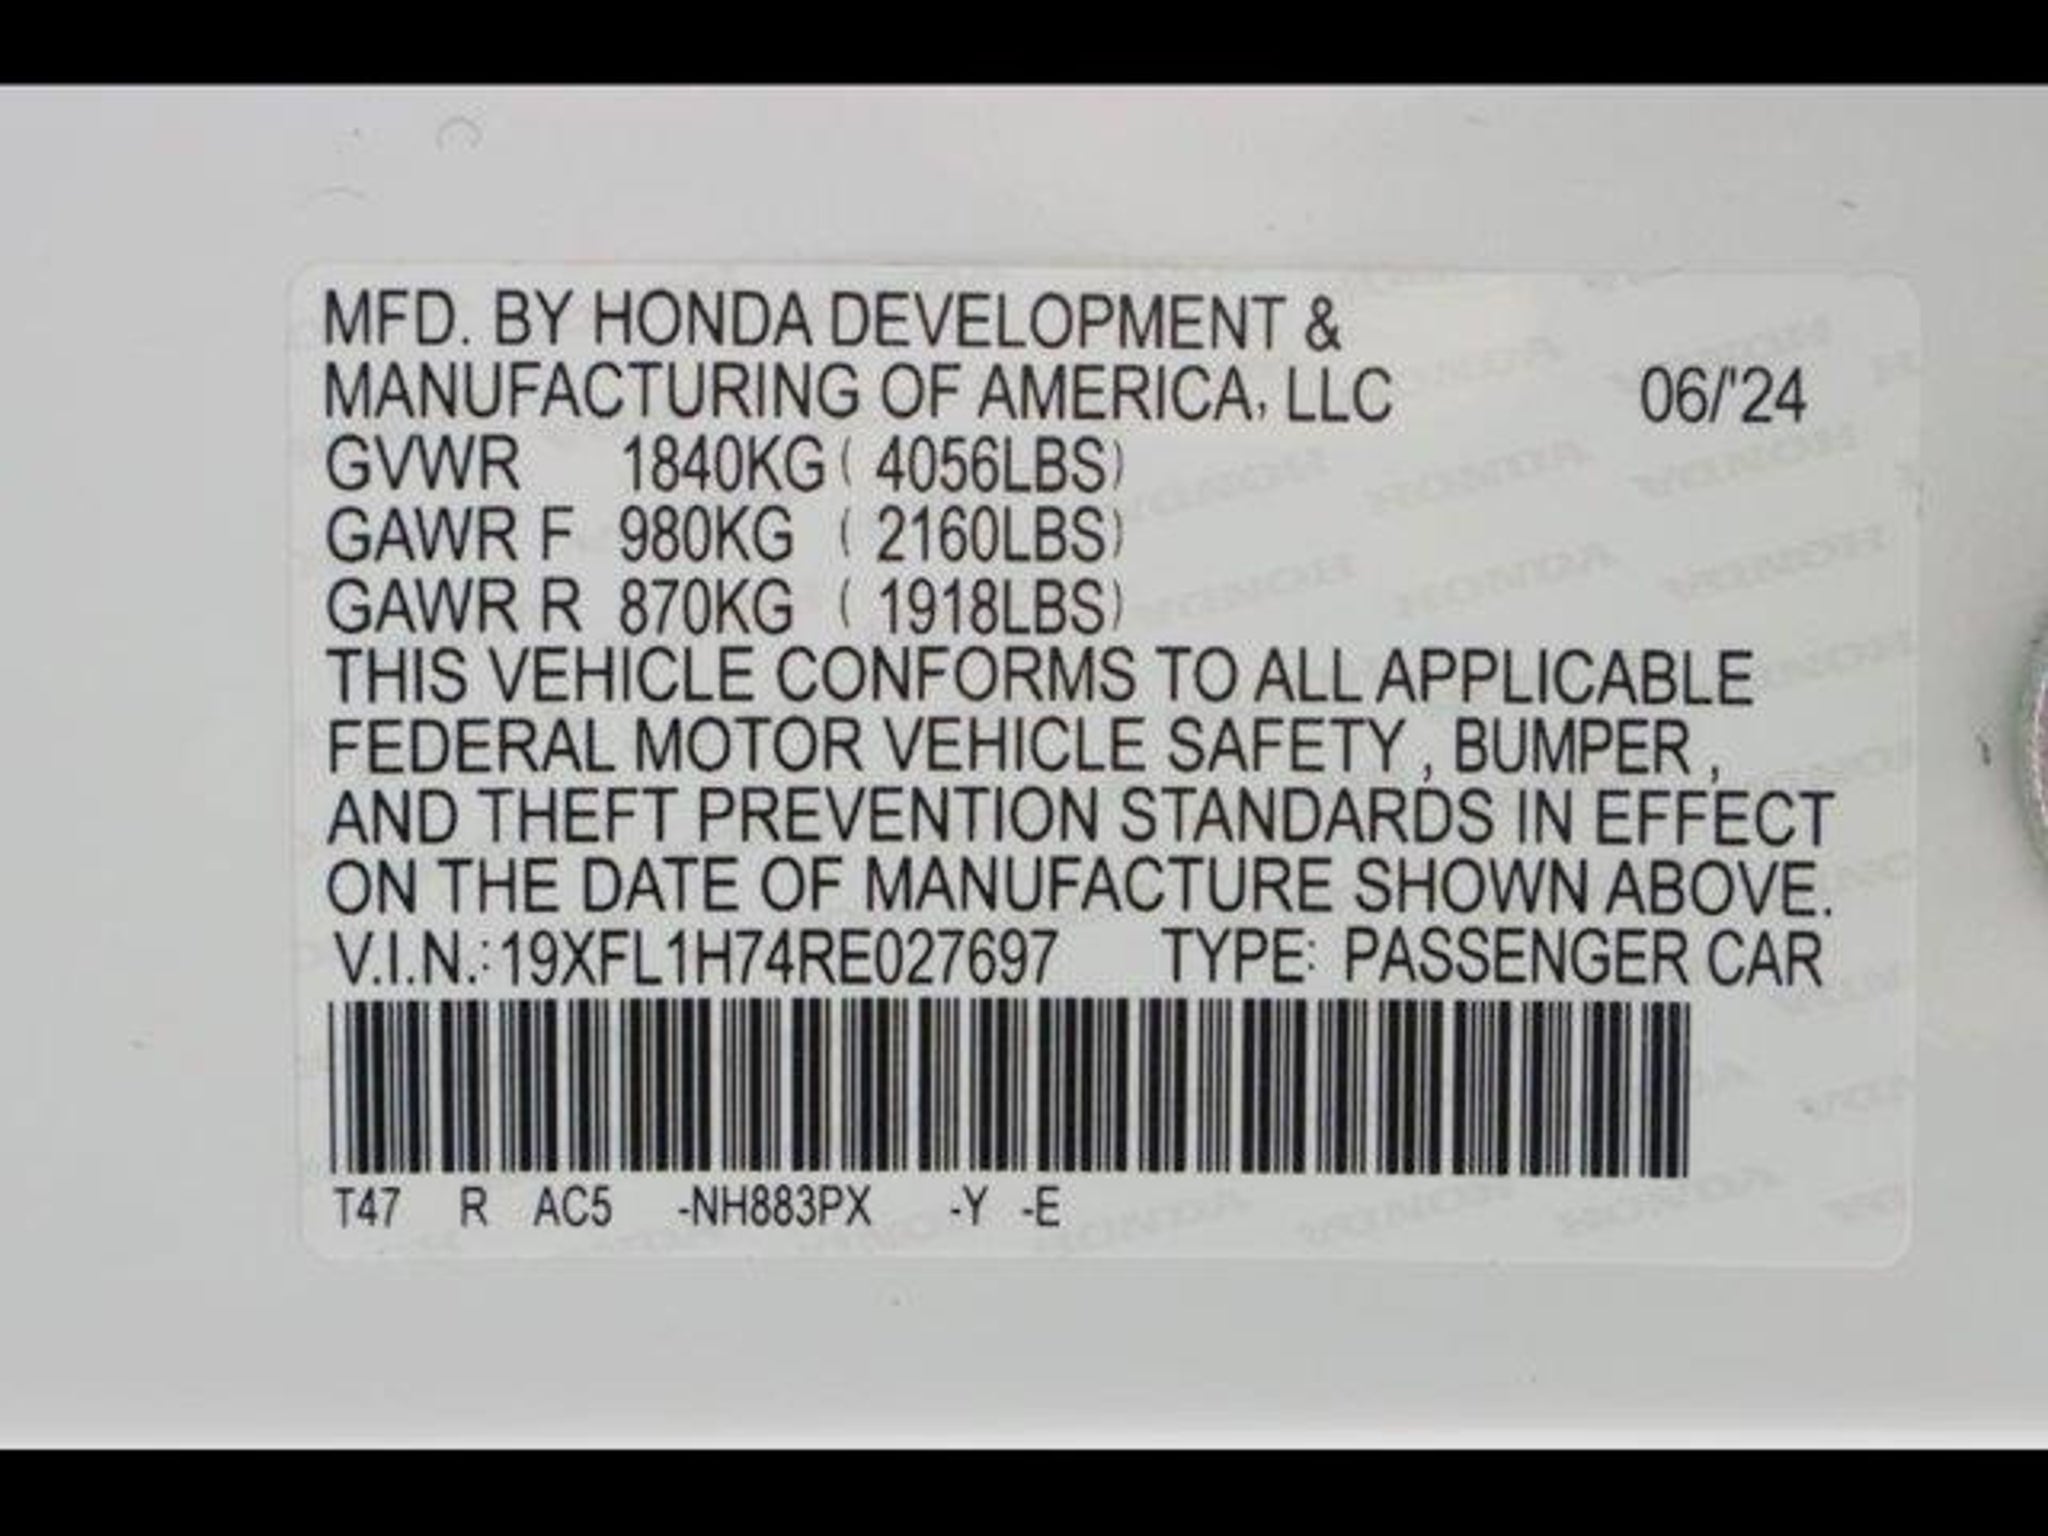 MFD. BY HONDA DEVELOPMENT &
MANUFACTURING OF AMERICA, LLC 06/'24
GVWR 1840KG ( 4056LBS)
GAWR F 980KG ( 2160LBS)
GAWR R 870KG ( 1918LBS)
THIS VEHICLE CONFORMS TO ALL APPLICABLE
FEDERAL MOTOR VEHICLE SAFETY , BUMPER ,
AND THEFT PREVENTION STANDARDS IN EFFECT
ON THE DATE OF MANUFACTURE SHOWN ABOVE.
V.I.N.: 19XFL1H74RE027697 TYPE: PASSENGER CAR
T47 R AC5 -NH883PX -Y -E